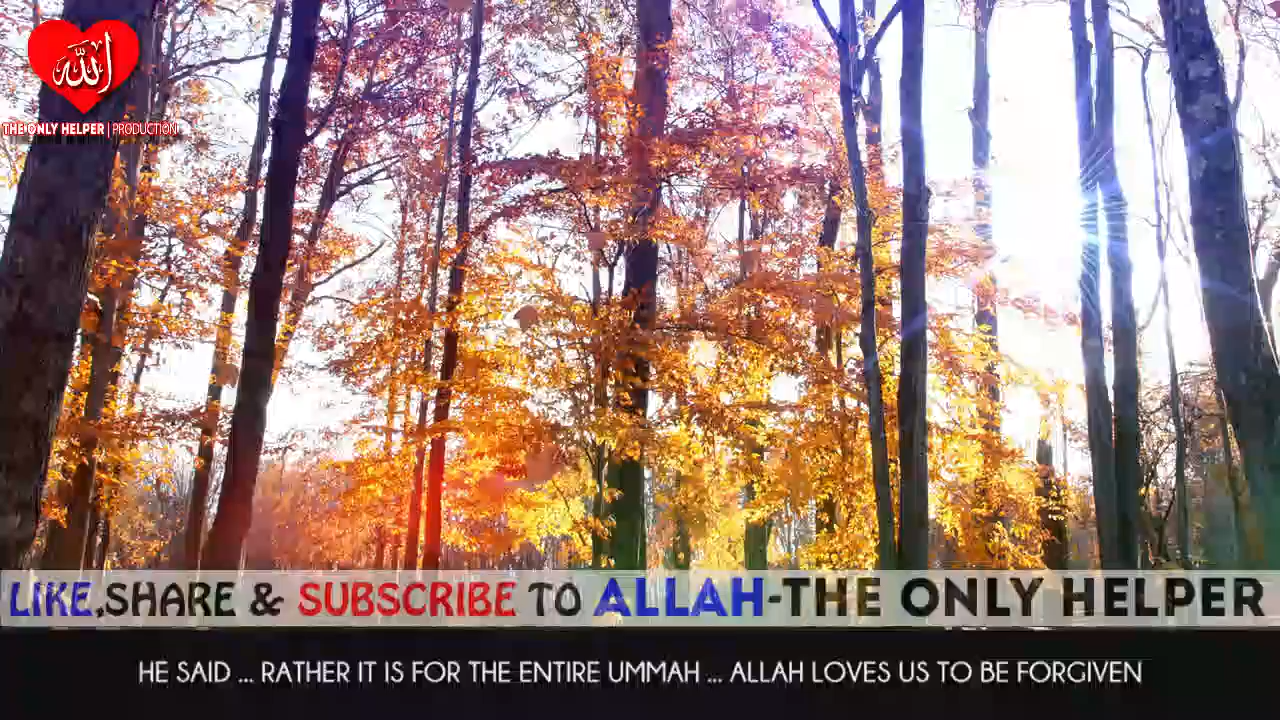 الله
THE ONLY HELPER | PRODUCTION
LIKE,SHARE & SUBSCRIBE TO ALLAH-THE ONLY HELPER
HE SAID ... RATHER IT IS FOR THE ENTIRE UMMAH ... ALLAH LOVES US TO BE FORGIVEN